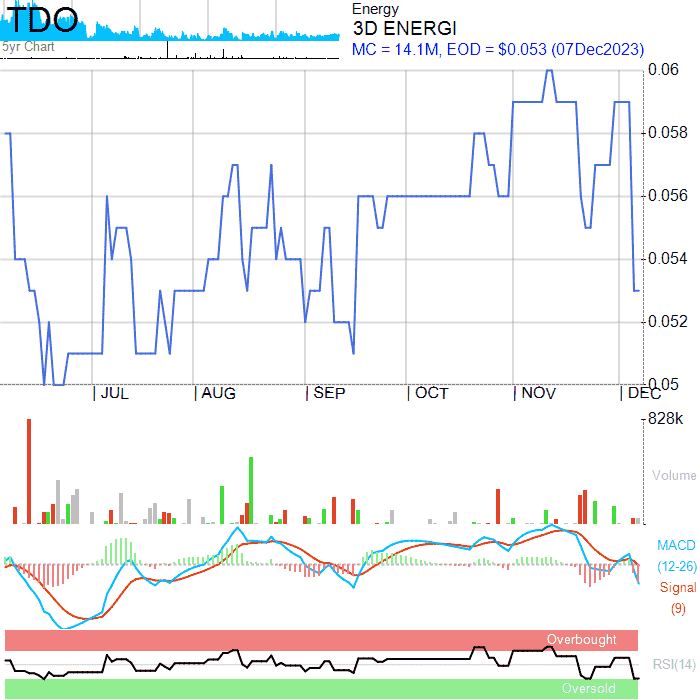 TDO
5yr Chart
Energy
3D ENERGI
MC = 14.1M, EOD = $0.053 (07Dec2023)
0.06
0.058
0.056
0.054
0.052
0.05
JUL AUG SEP OCT NOV DEC
828k
Volume
MACD
(12-26)
Signal
(9)
Overbought
RSI(14)
Oversold